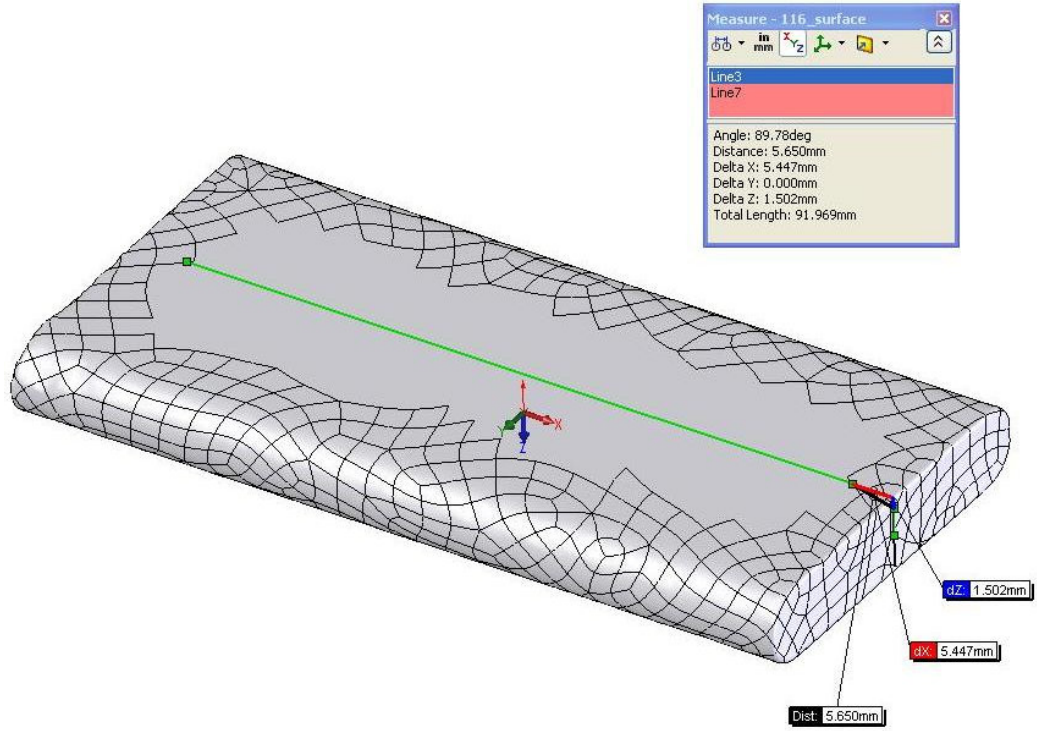 Measure - 116_surface
in
mm
X Y Z
Line3
Line7
Angle: 89.78deg
Distance: 5.650mm
Delta X: 5.447mm
Delta Y: 0.000mm
Delta Z: 1.502mm
Total Length: 91.969mm
X
Y
Z
dZ: 1.502mm
dX: 5.447mm
Dist: 5.650mm